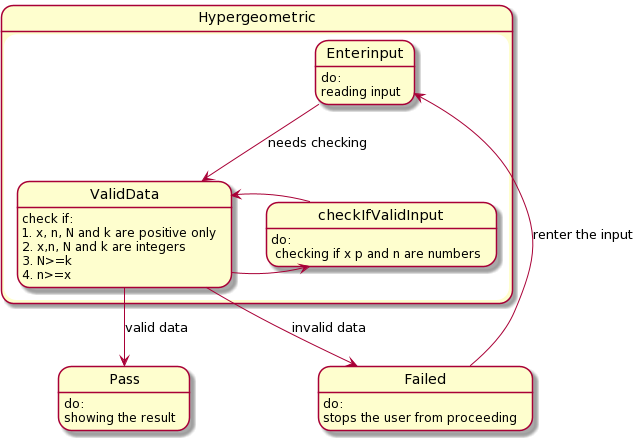 Hypergeometric
Enterinput
do:
reading input
needs checking
ValidData
check if:
1. x, n, N and k are positive only
2. x,n, N and k are integers
3. N>=k
4. n>=x
checkIfValidInput
do:
checking if x p and n are numbers
renter the input
valid data
invalid data
Pass
do:
showing the result
Failed
do:
stops the user from proceeding